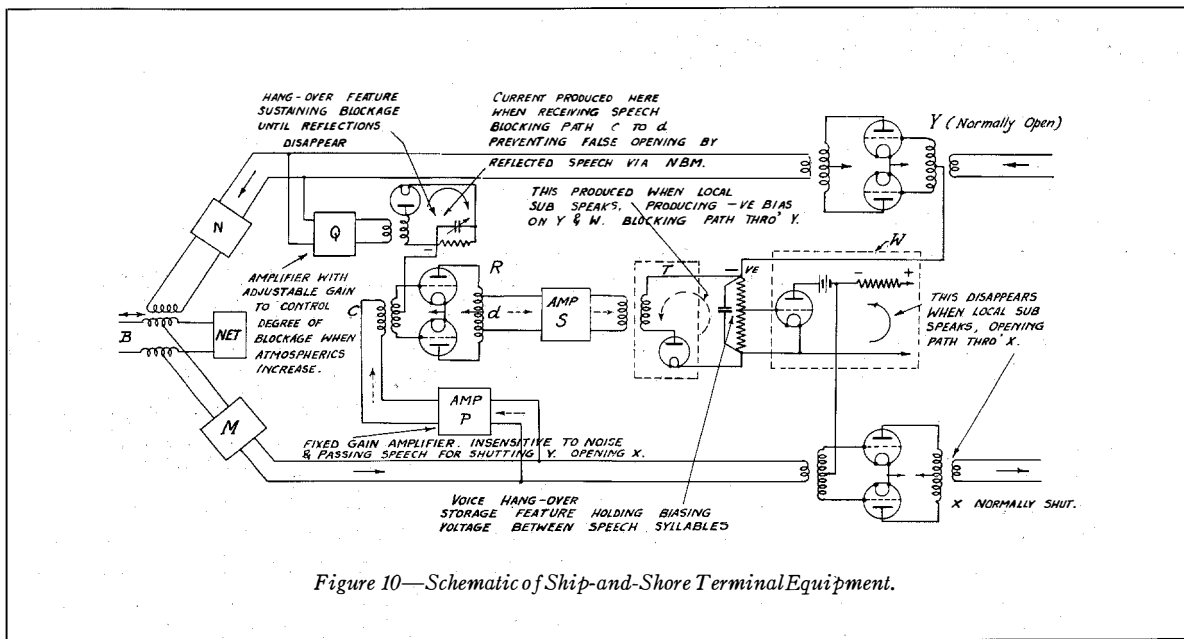 HANG-OVER FEATURE
SUSTAINING BLOCKAGE
UNTIL REFLECTIONS
DISAPPEAR
CURRENT PRODUCED HERE
WHEN RECEIVING SPEECH
BLOCKING PATH C TO d
PREVENTING FALSE OPENING BY
REFLECTED SPEECH VIA NBM.
Y (Normally Open)
THIS PRODUCED WHEN LOCAL
SUB SPEAKS, PRODUCING -VE BIAS
ON Y & W. BLOCKING PATH THRO' Y.
N
Q
W
AMPLIFIER WITH
ADJUSTABLE GAIN
TO CONTROL
DEGREE OF
BLOCKAGE WHEN
ATMOSPHERICS
INCREASE.
-
R
T
- VE
- +
C
d
AMP
S
THIS DISAPPEARS
WHEN LOCAL SUB
SPEAKS, OPENING
PATH THRO' X.
B
NET
M
AMP
P
FIXED GAIN AMPLIFIER. INSENSITIVE TO NOISE
& PASSING SPEECH FOR SHUTTING Y. OPENING X.
VOICE HANG-OVER
STORAGE FEATURE HOLDING BIASING
VOLTAGE BETWEEN SPEECH SYLLABLES
X NORMALLY SHUT.
Figure 10—Schematic of Ship-and-Shore Terminal Equipment.